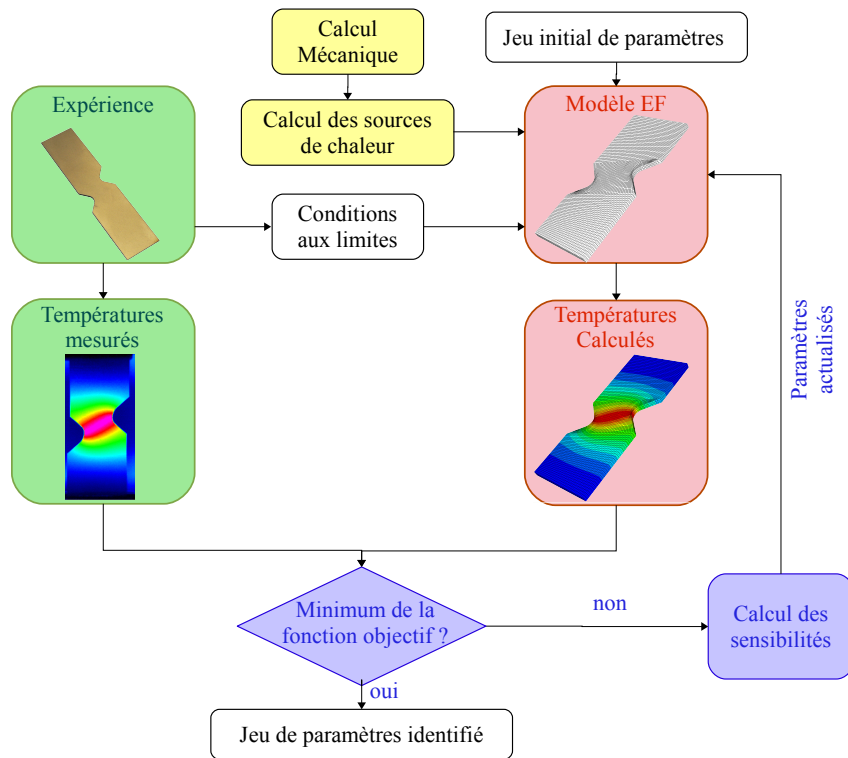 Calcul
Mécanique
Jeu initial de paramètres
Expérience
Calcul des sources
de chaleur
Modèle EF
Conditions
aux limites
Températures
mesurés
Températures
Calculés
Paramètres
actualisés
Minimum de la
fonction objectif ?
non
Calcul des
sensibilités
oui
Jeu de paramètres identifié